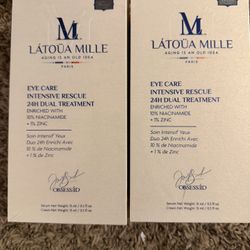 M
LÁTOÜA MILLE
AGING IS AN OLD IDEA
PARIS
EYE CARE
INTENSIVE RESCUE
24H DUAL TREATMENT
ENRICHED WITH
10% NIACINAMIDE
+ 1% ZINC
Soin Intensif Yeux
Duo 24h Enrichi Avec
10 % de Niacinamide
+ 1 % de Zinc
OBSESSED
M
LÁTOÜA MILLE
AGING IS AN OLD IDEA
PARIS
EYE CARE
INTENSIVE RESCUE
24H DUAL TREATMENT
ENRICHED WITH
10% NIACINAMIDE
+ 1% ZINC
Soin Intensif Yeux
Duo 24h Enrichi Avec
10 % de Niacinamide
+ 1 % de Zinc
OBSESSED